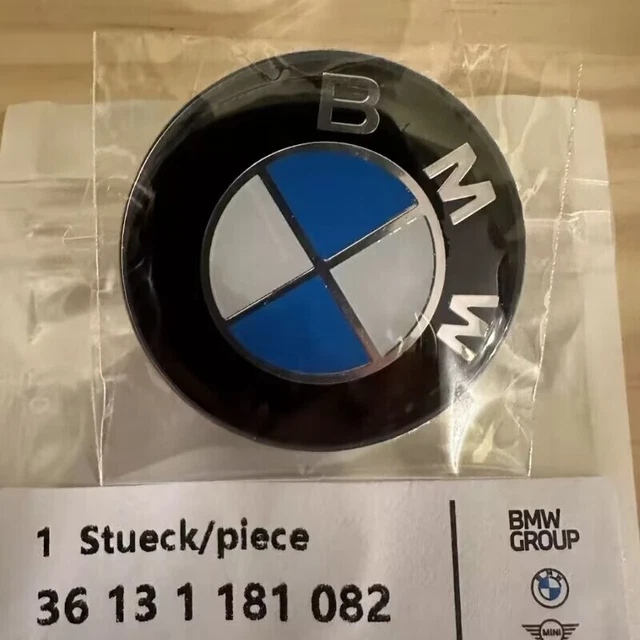 BMW
1 Stueck/piece
36 13 1 181 082
BMW
GROUP
MINI